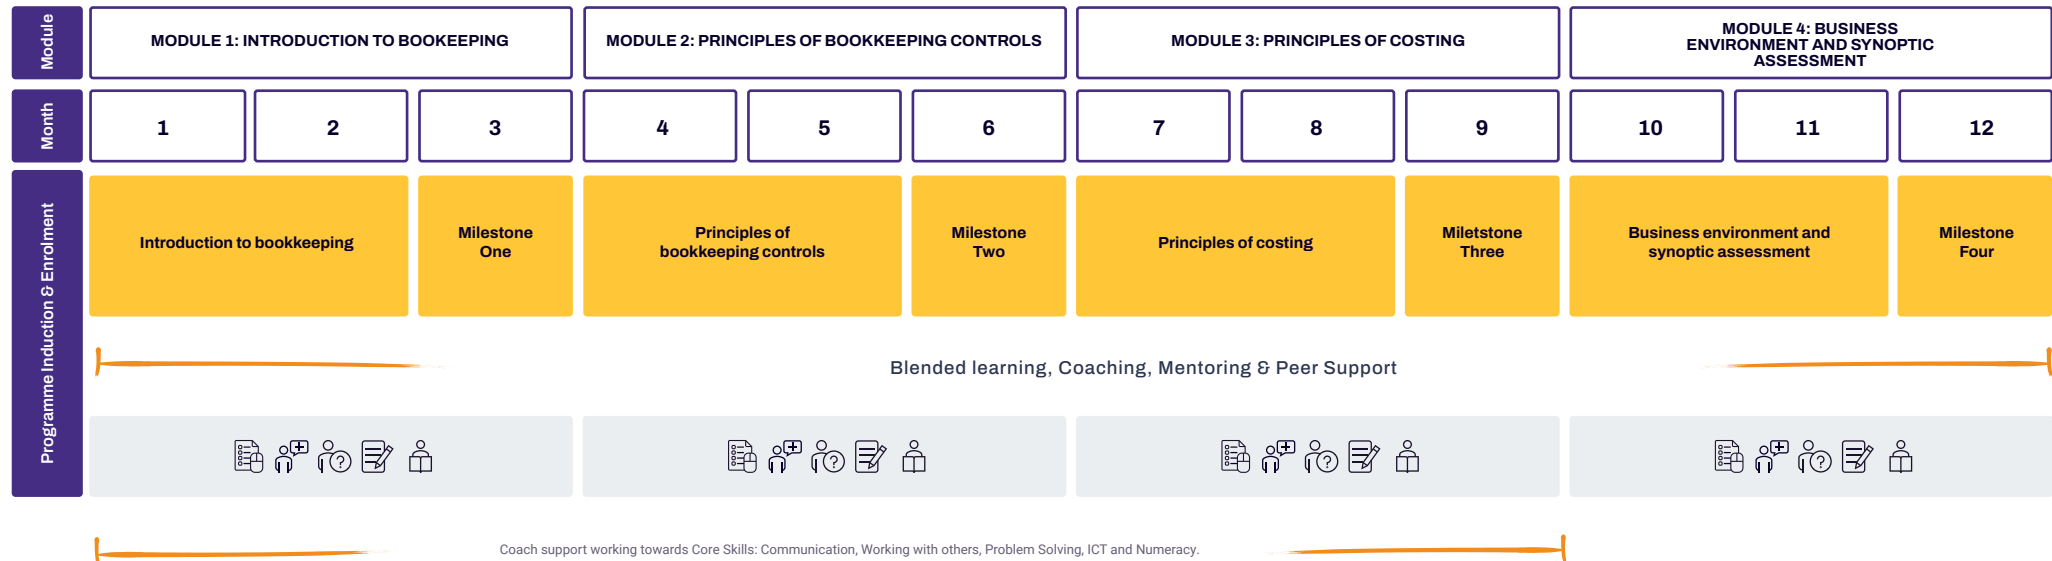 Module
MODULE 1: INTRODUCTION TO BOOKEEPING
MODULE 2: PRINCIPLES OF BOOKKEEPING CONTROLS
MODULE 3: PRINCIPLES OF COSTING
MODULE 4: BUSINESS
ENVIRONMENT AND SYNOPTIC
ASSESSMENT
Month
1
2
3
4
5
6
7
8
9
10
11
12
Programme Induction & Enrolment
Introduction to bookkeeping
Milestone
One
Principles of
bookkeeping controls
Milestone
Two
Principles of costing
Miletstone
Three
Business environment and
synoptic assessment
Milestone
Four
Blended learning, Coaching, Mentoring & Peer Support
Coach support working towards Core Skills: Communication, Working with others, Problem Solving, ICT and Numeracy.